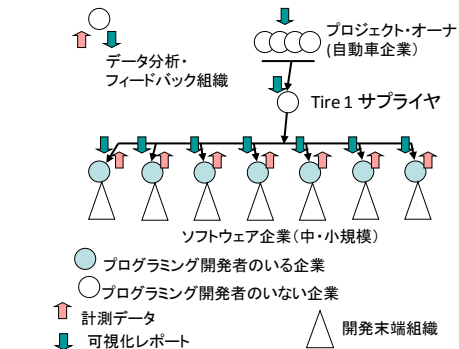 データ分析・
フィードバック組織
プロジェクト・オーナ
(自動車企業)
Tire 1 サプライヤ
ソフトウェア企業(中・小規模)
プログラミング開発者のいる企業
プログラミング開発者のいない企業
計測データ
可視化レポート
開発末端組織